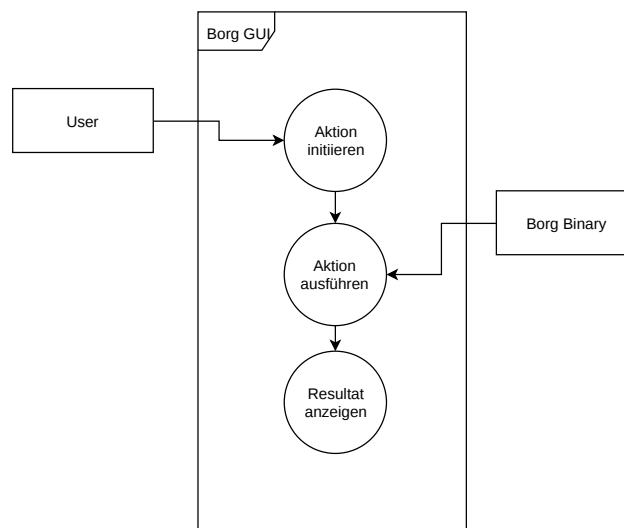 Borg GUI
User
Aktion
initiieren
Borg Binary
Aktion
ausführen
Resultat
anzeigen